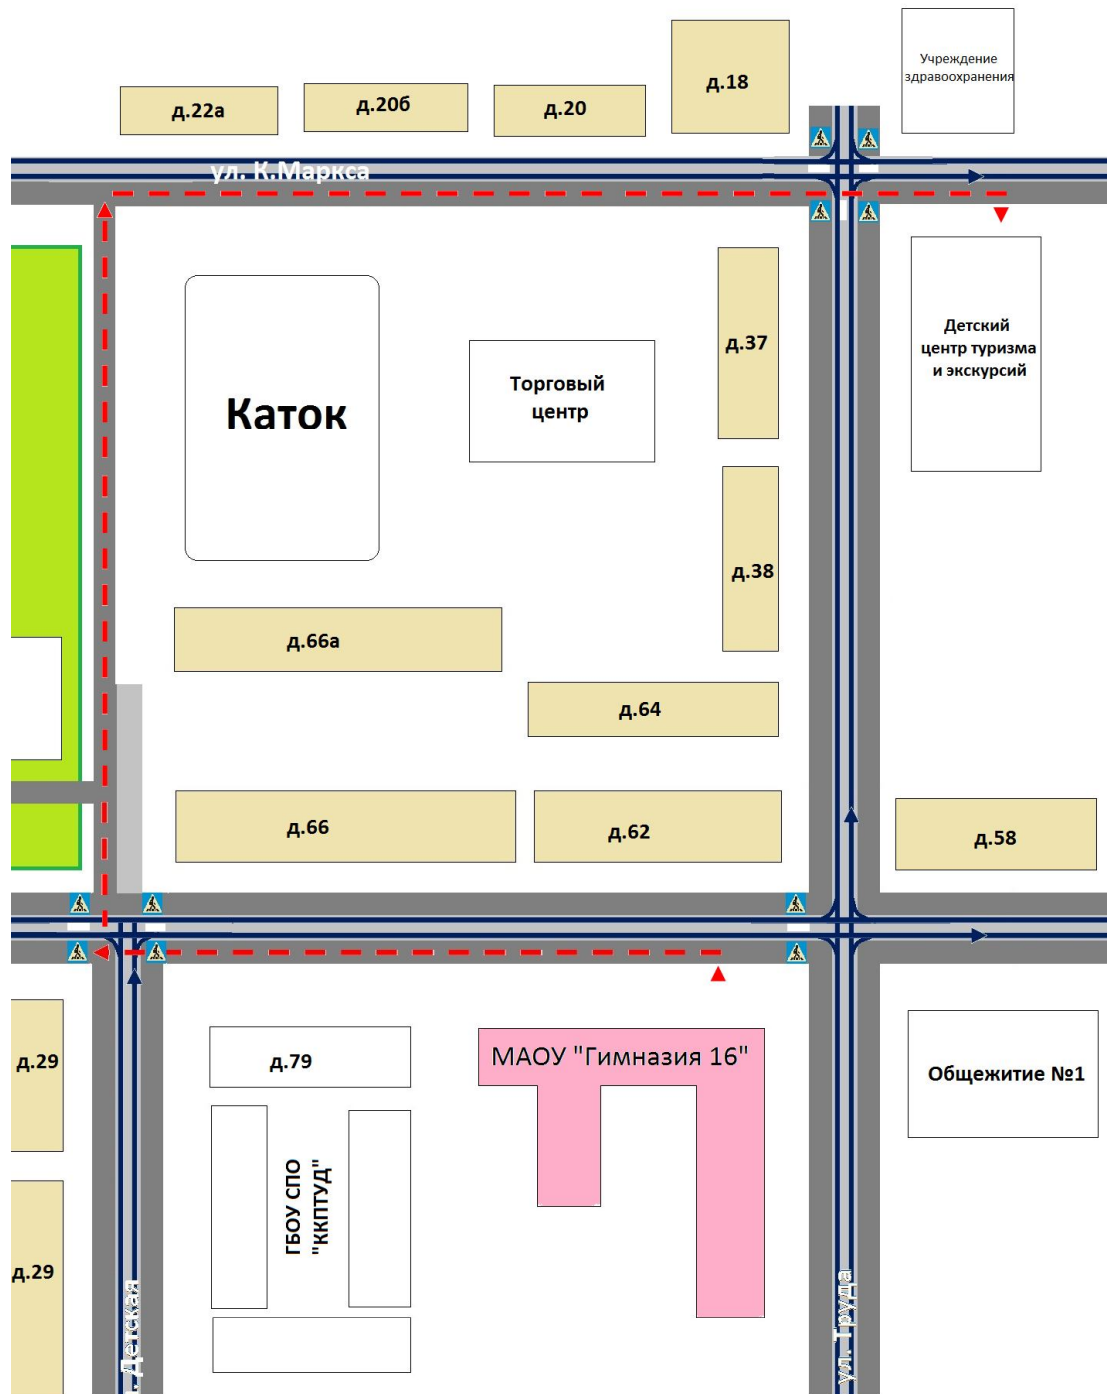 Учреждение
здравоохранения
д.18
д.22а
д.20б
д.20
ул. К.Маркса
Детский
центр туризма
и экскурсий
д.37
Торговый
центр
Каток
д.38
д.66а
д.64
д.66
д.62
д.58
МАОУ "Гимназия 16"
д.29
д.79
Общежитие №1
ГБОУ СПО
"ККПТУД"
д.29
. Детская
ул. Труда